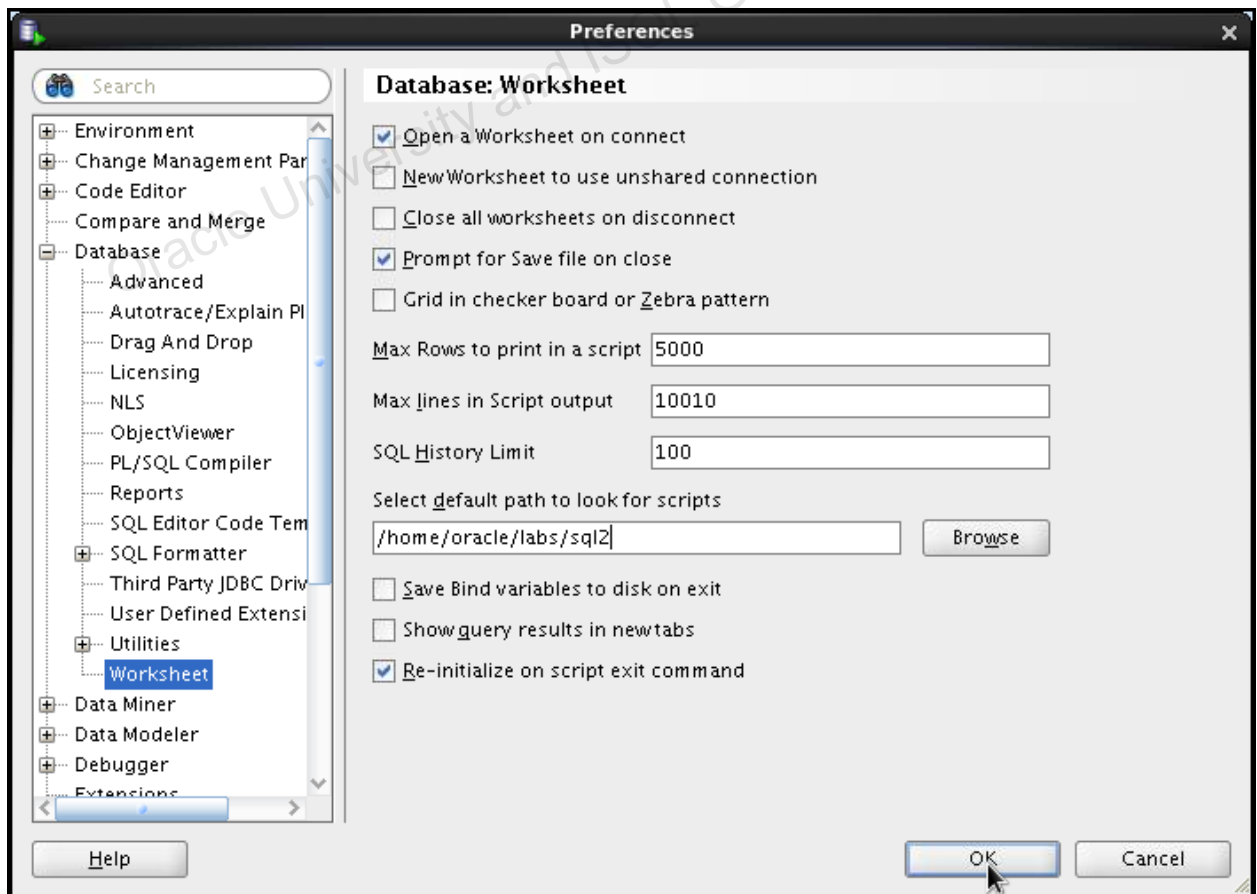 Preferences
Search
Environment
Change Management Par
Code Editor
Compare and Merge
Database
Advanced
Autotrace/Explain Pl
Drag And Drop
Licensing
NLS
ObjectViewer
PL/SQL Compiler
Reports
SQL Editor Code Tem
SQL Formatter
Third Party JDBC Driv
User Defined Extensi
Utilities
Worksheet
Data Miner
Data Modeler
Debugger
Extensions
Database: Worksheet
Open a Worksheet on connect
New Worksheet to use unshared connection
Close all worksheets on disconnect
Prompt for Save file on close
Grid in checker board or Zebra pattern
Max Rows to print in a script 5000
Max lines in Script output 10010
SQL History Limit 100
Select default path to look for scripts
/home/oracle/labs/sql2 Browse
Save Bind variables to disk on exit
Show query results in new tabs
Re-initialize on script exit command
Help OK Cancel
Oracle University and